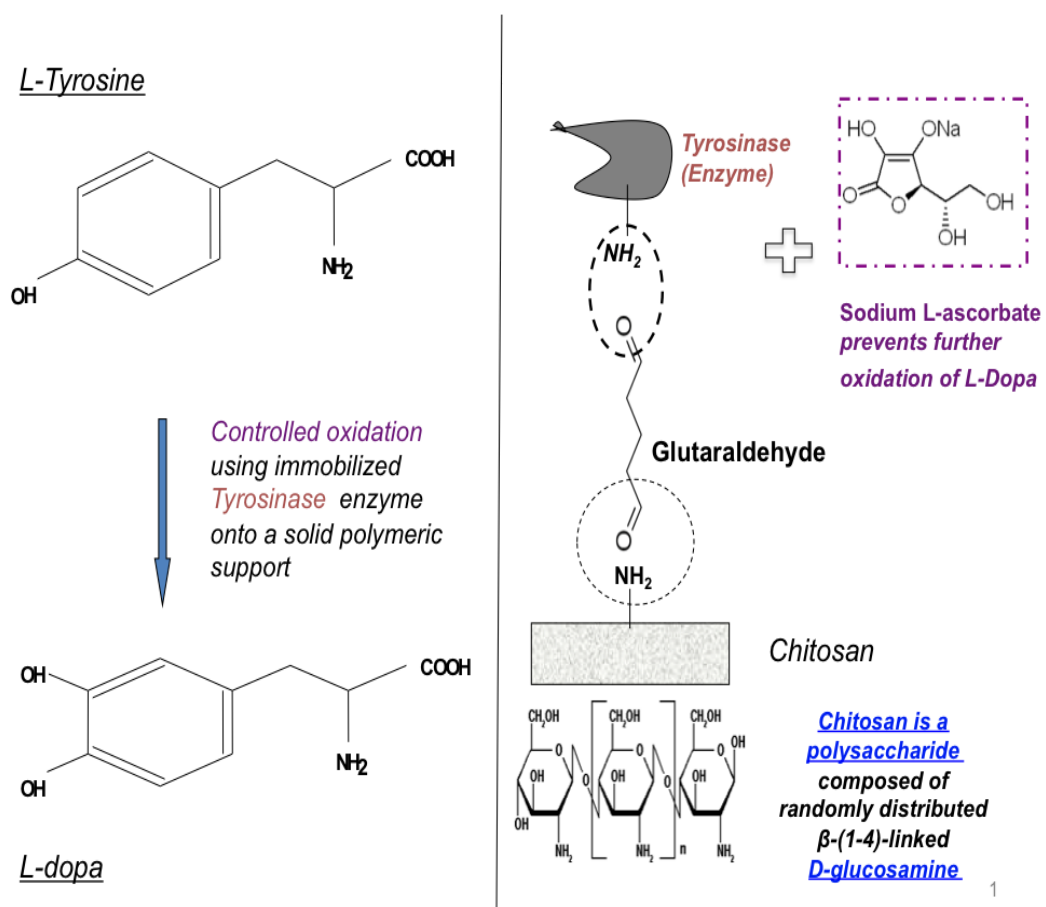 L-Tyrosine
COOH
NH2
OH
Controlled oxidation
using immobilized
Tyrosinase enzyme
onto a solid polymeric
support
OH
COOH
NH2
OH
L-dopa
Tyrosinase
(Enzyme)
NH2
O
HO
ONa
O
O
OH
OH
Sodium L-ascorbate
prevents further
oxidation of L-Dopa
Glutaraldehyde
O
NH2
Chitosan
CH2OH
CH2OH
CH2OH
O
O
O
OH
OH
OH
OH
O
O
OH
NH2
NH2
n
NH2
Chitosan is a
polysaccharide
composed of
randomly distributed
β-(1-4)-linked
D-glucosamine
1